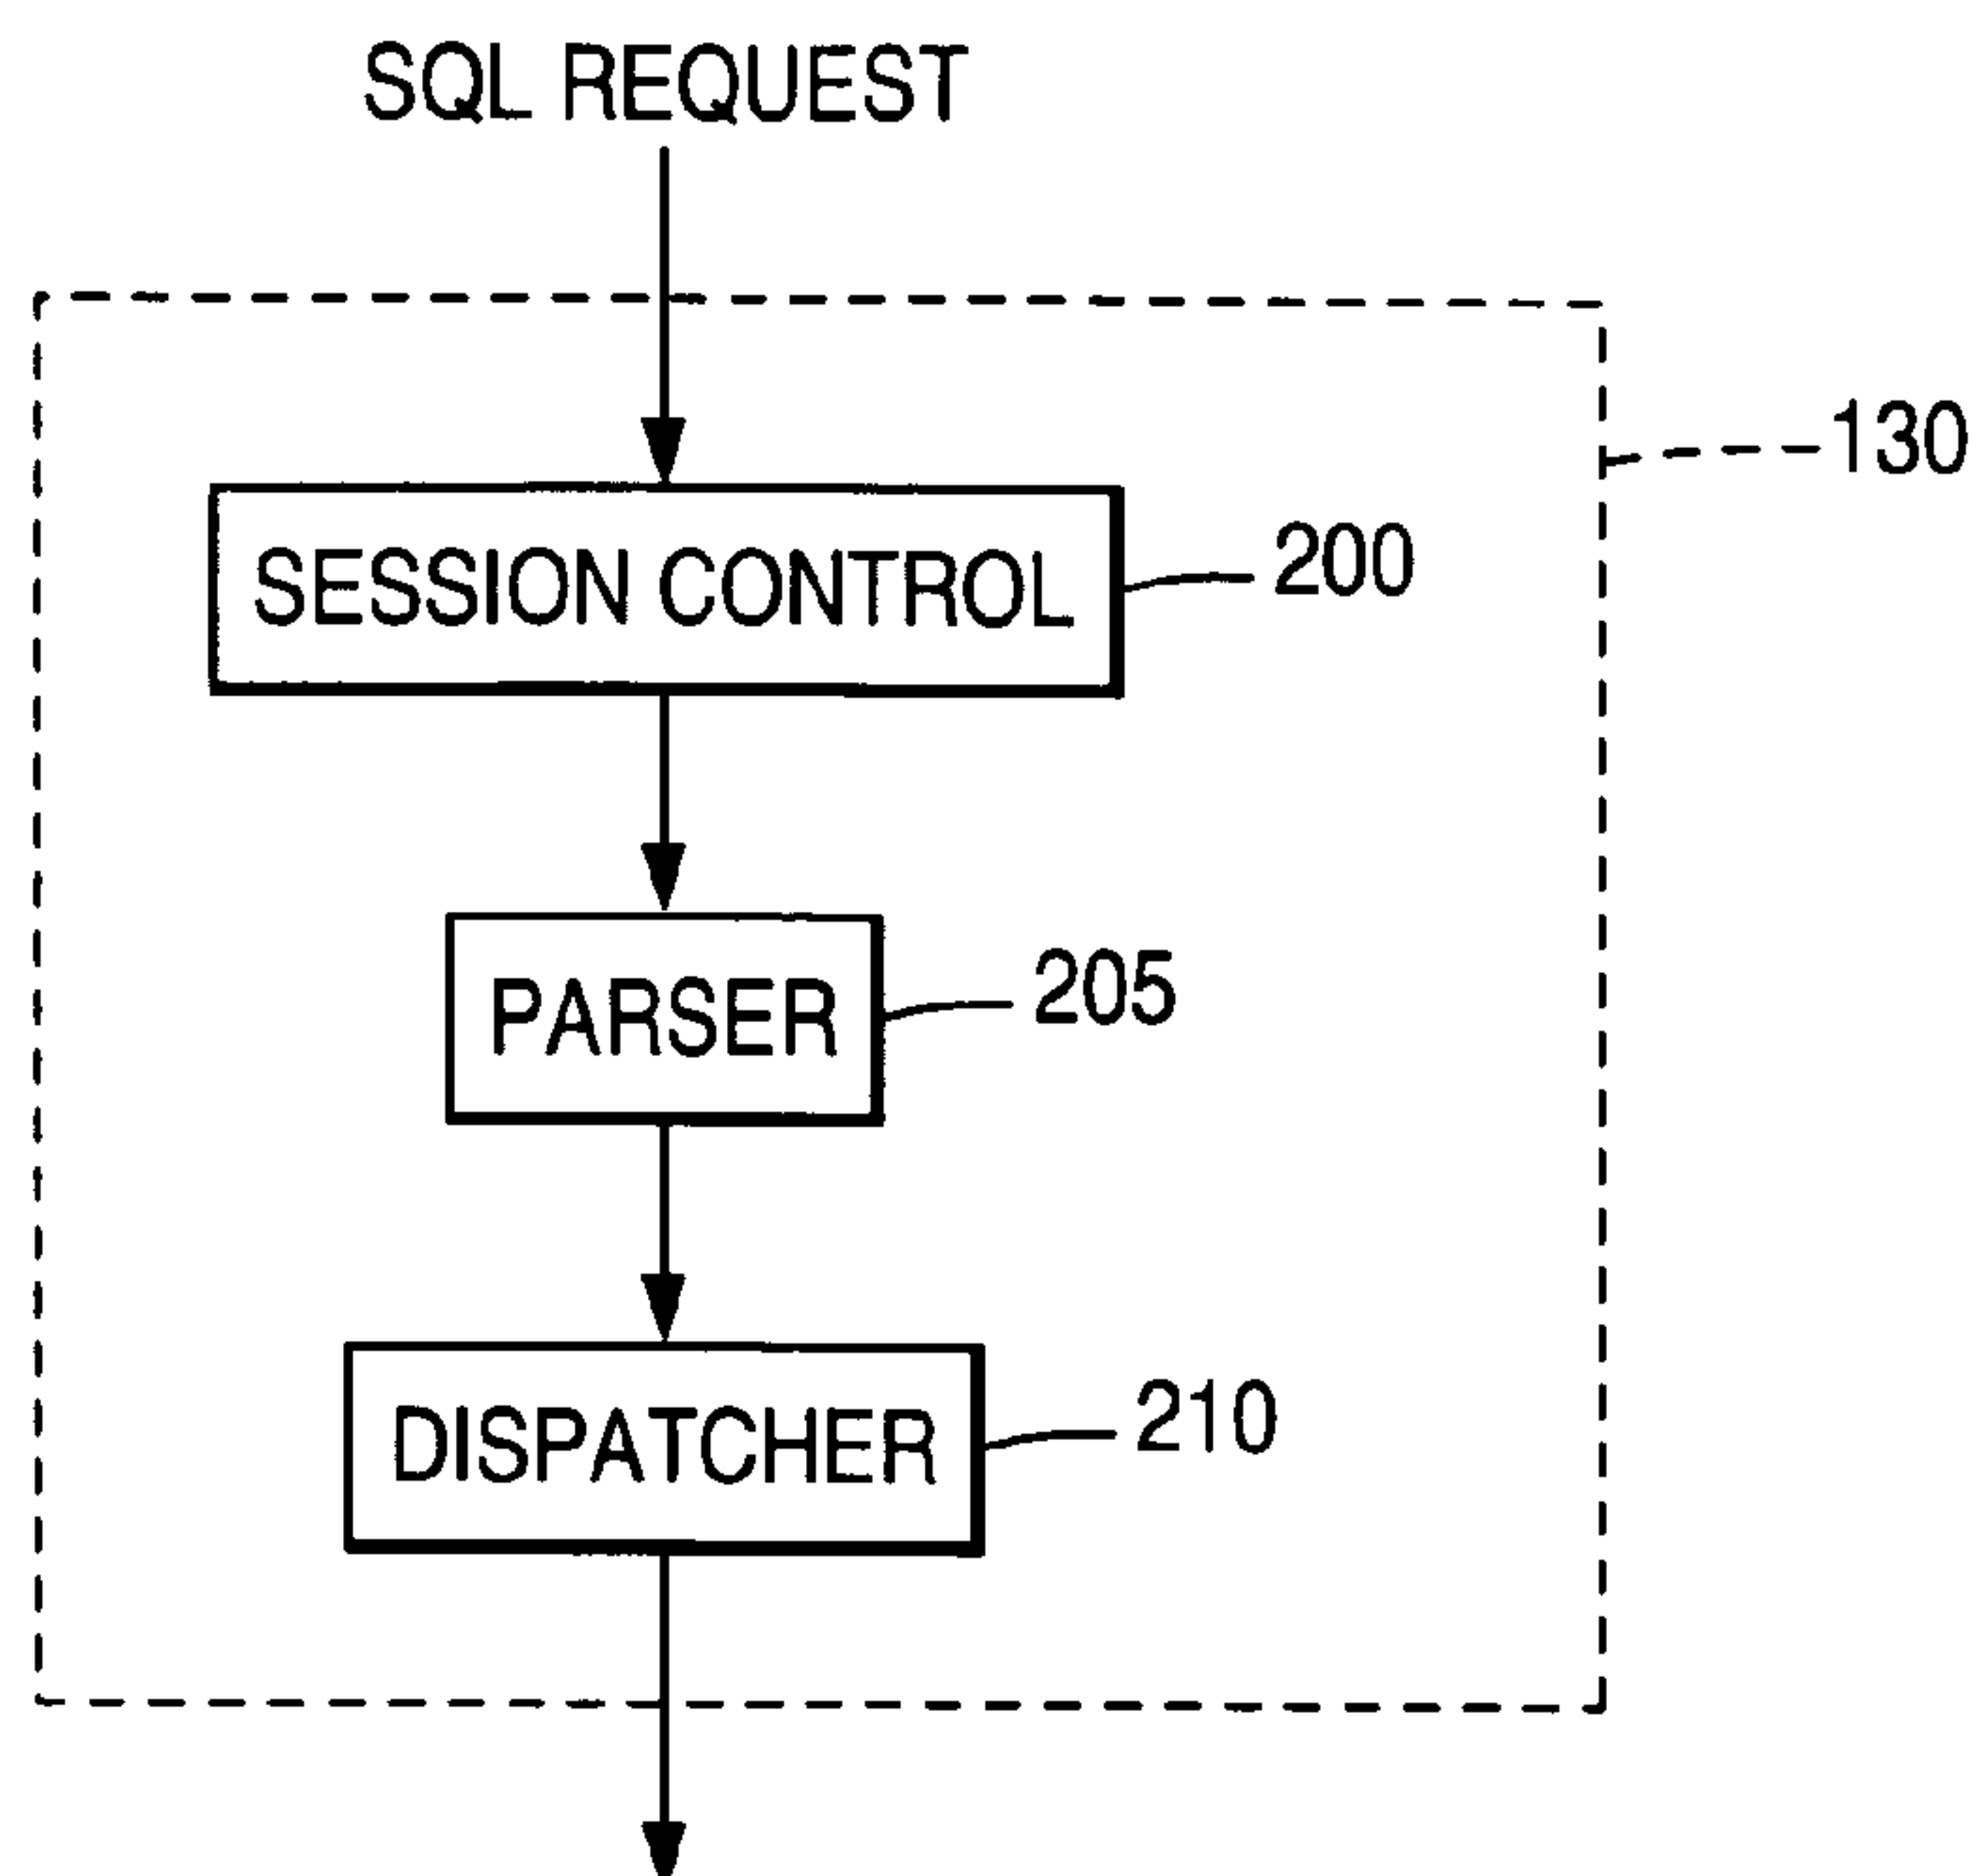 SQL REQUEST
130
SESSION CONTROL
200
PARSER
205
DISPATCHER
210